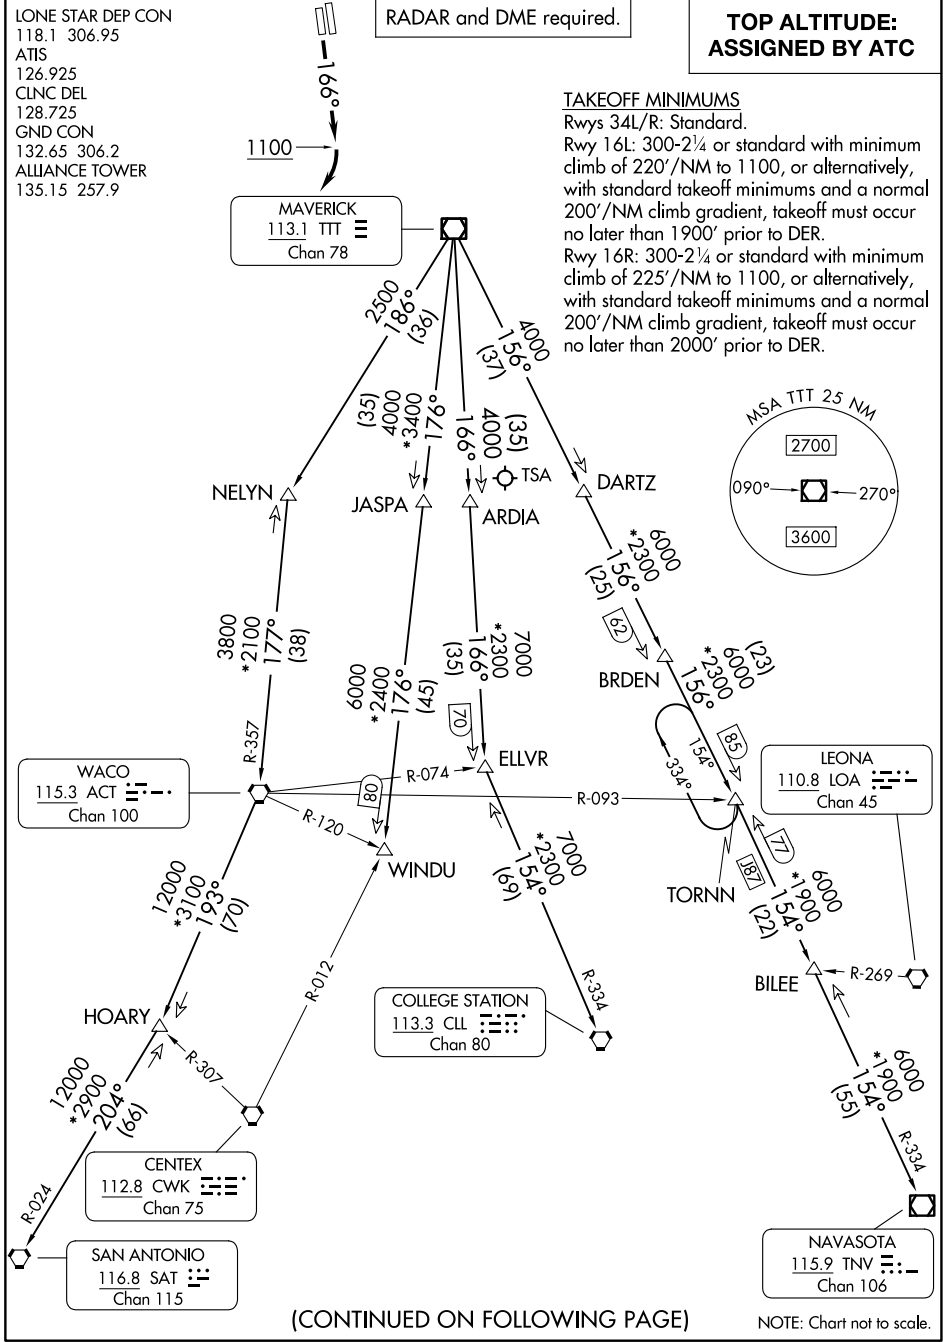 LONE STAR DEP CON
118.1 306.95
ATIS
126.925
CLNC DEL
128.725
GND CON
132.65 306.2
ALLIANCE TOWER
135.15 257.9
RADAR and DME required.
TOP ALTITUDE:
ASSIGNED BY ATC
TAKEOFF MINIMUMS
Rwys 34L/R: Standard.
Rwy 16L: 300-2¼ or standard with minimum
climb of 220'/NM to 1100, or alternatively,
with standard takeoff minimums and a normal
200'/NM climb gradient, takeoff must occur
no later than 1900' prior to DER.
Rwy 16R: 300-2¼ or standard with minimum
climb of 225'/NM to 1100, or alternatively,
with standard takeoff minimums and a normal
200'/NM climb gradient, takeoff must occur
no later than 2000' prior to DER.
166°
1100
MAVERICK
113.1 TTT
Chan 78
2500
186°
(36)
(35)
4000
*3400
176°
(35)
4000
166°
4000
156°
(37)
TSA
MSA TTT 25 NM
2700
090°
270°
3600
NELYN
JASPA
ARDIA
DARTZ
6000
*2300
156°
(25)
62
BRDEN
3800
*2100
177°
(38)
R-357
6000
*2400
176°
(45)
80
7000
*2300
166°
(35)
70
(23)
6000
*2300
156°
85
154°
334°
WACO
115.3 ACT
Chan 100
R-074
ELLVR
R-093
R-120
WINDU
TORNN
LEONA
110.8 LOA
Chan 45
77
J87
6000
*1900
154°
(22)
12000
*3100
193°
(70)
7000
*2300
154°
(69)
R-334
R-012
BILEE
R-269
HOARY
COLLEGE STATION
113.3 CLL
Chan 80
R-307
12000
*2900
204°
(66)
R-024
6000
*1900
154°
(55)
R-334
CENTEX
112.8 CWK
Chan 75
SAN ANTONIO
116.8 SAT
Chan 115
NAVASOTA
115.9 TNV
Chan 106
(CONTINUED ON FOLLOWING PAGE)
NOTE: Chart not to scale.